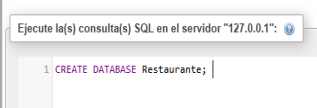 Ejecute la(s) consulta(s) SQL en el servidor "127.0.0.1":
1 CREATE DATABASE Restaurante;